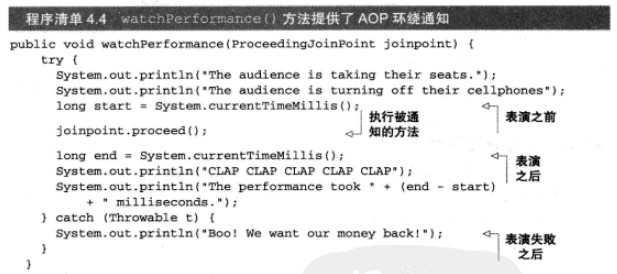 程序清单 4.4 watchPerformance() 方法提供了 AOP 环绕通知
public void watchPerformance(ProceedingJoinPoint joinpoint) {
try {
System.out.println("The audience is taking their seats.");
System.out.println("The audience is turning off their cellphones");
long start = System.currentTimeMillis();
表演之前
执行被通
知的方法
joinpoint.proceed();
long end = System.currentTimeMillis();
表演
之后
System.out.println("CLAP CLAP CLAP CLAP CLAP");
System.out.println("The performance took " + (end - start)
+ " milliseconds.");
} catch (Throwable t) {
System.out.println("Boo! We want our money back!");
表演失败
之后
}
}